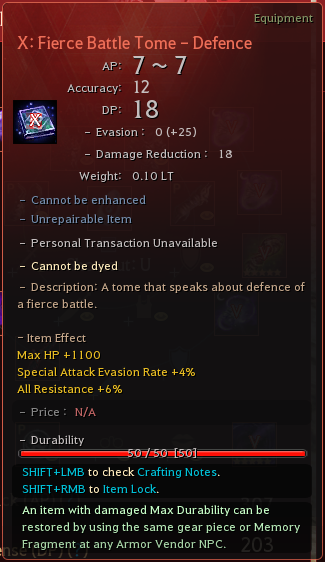 Equipment
X: Fierce Battle Tome - Defence
AP: 7 ~ 7
Accuracy: 12
DP: 18
- Evasion : 0 (+25)
- Damage Reduction : 18
Weight: 0.10 LT
- Cannot be enhanced
- Unrepairable Item
- Personal Transaction Unavailable
- Cannot be dyed
- Description: A tome that speaks about defence of
a fierce battle.
- Item Effect
Max HP +1100
Special Attack Evasion Rate +4%
All Resistance +6%
- Price : N/A
- Durability
50 / 50 [50]
SHIFT+LMB to check Crafting Notes.
SHIFT+RMB to Item Lock.
An item with damaged Max Durability can be
restored by using the same gear piece or Memory
Fragment at any Armor Vendor NPC.
203